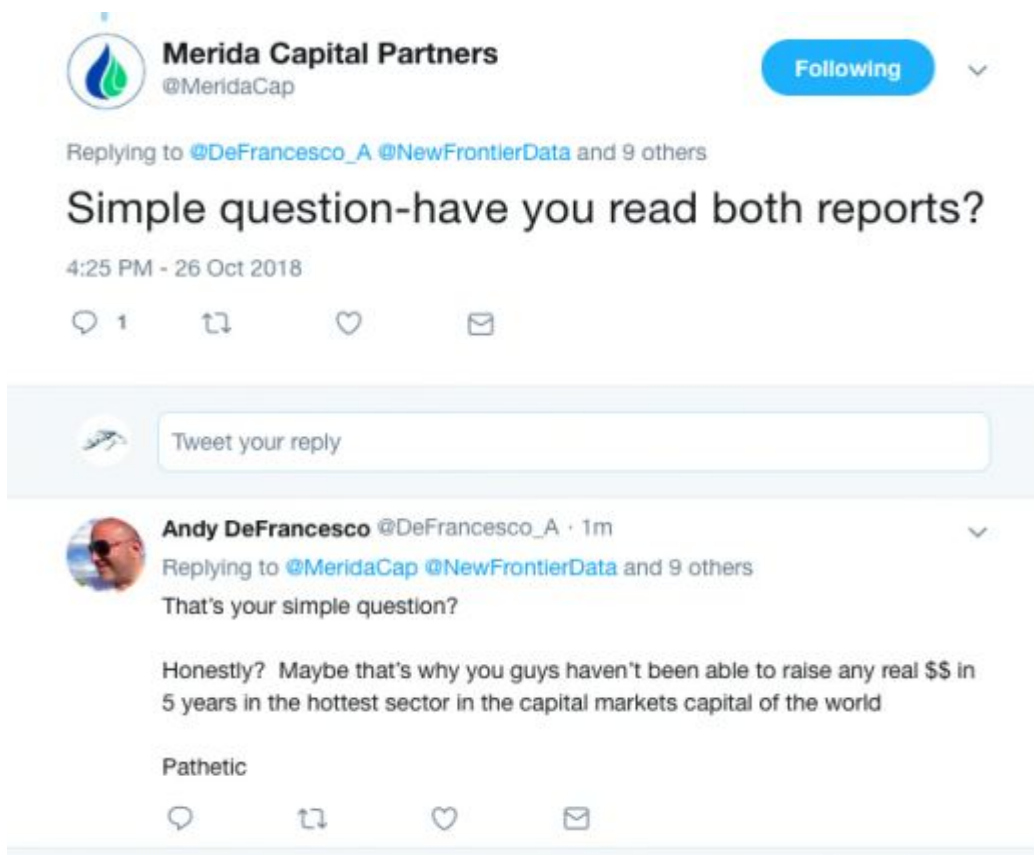 Merida Capital Partners
@MeridaCap
Following
Replying to @DeFrancesco_A @NewFrontierData and 9 others
Simple question-have you read both reports?
4:25 PM - 26 Oct 2018
1
Tweet your reply
Andy DeFrancesco @DeFrancesco_A · 1m
Replying to @MeridaCap @NewFrontierData and 9 others
That's your simple question?
Honestly?  Maybe that's why you guys haven't been able to raise any real $$ in
5 years in the hottest sector in the capital markets capital of the world
Pathetic